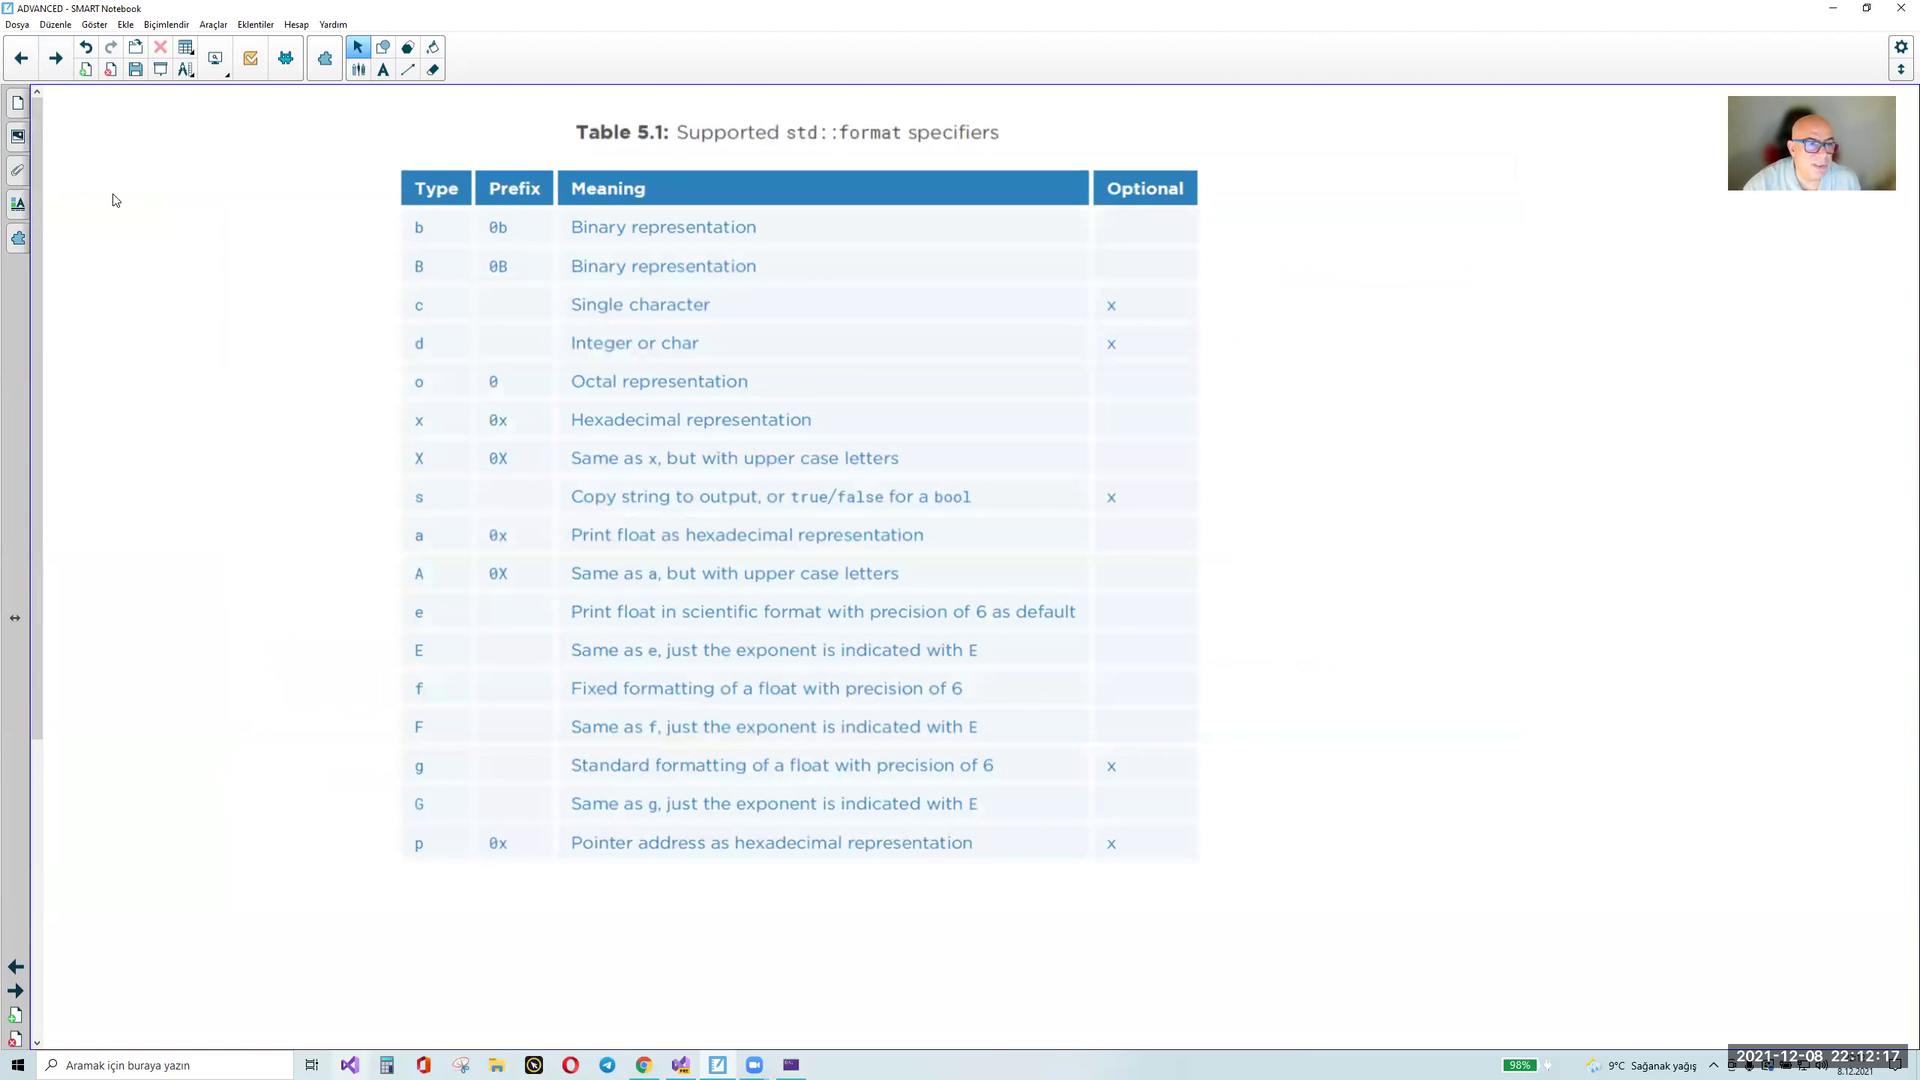 ADVANCED - SMART Notebook
Dosya Düzenle Göster Ekle Biçimlendir Araçlar Eklentiler Hesap Yardım
Table 5.1: Supported std::format specifiers
Type Prefix Meaning Optional
b 0b Binary representation
B 0B Binary representation
c Single character x
d Integer or char x
o 0 Octal representation
x 0x Hexadecimal representation
X 0X Same as x, but with upper case letters
s Copy string to output, or true/false for a bool x
a 0x Print float as hexadecimal representation
A 0X Same as a, but with upper case letters
e Print float in scientific format with precision of 6 as default
E Same as e, just the exponent is indicated with E
f Fixed formatting of a float with precision of 6
F Same as f, just the exponent is indicated with E
g Standard formatting of a float with precision of 6 x
G Same as g, just the exponent is indicated with E
p 0x Pointer address as hexadecimal representation x
Aramak için buraya yazın
98%
9°C Sağanak yağış
2021-12-08 22:12:17
8.12.2021